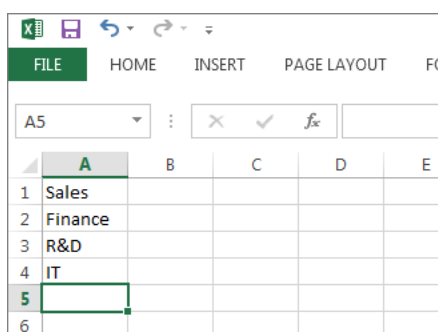 FILE HOME INSERT PAGE LAYOUT
A5 fx
A B C D E
1 Sales
2 Finance
3 R&D
4 IT
5
6